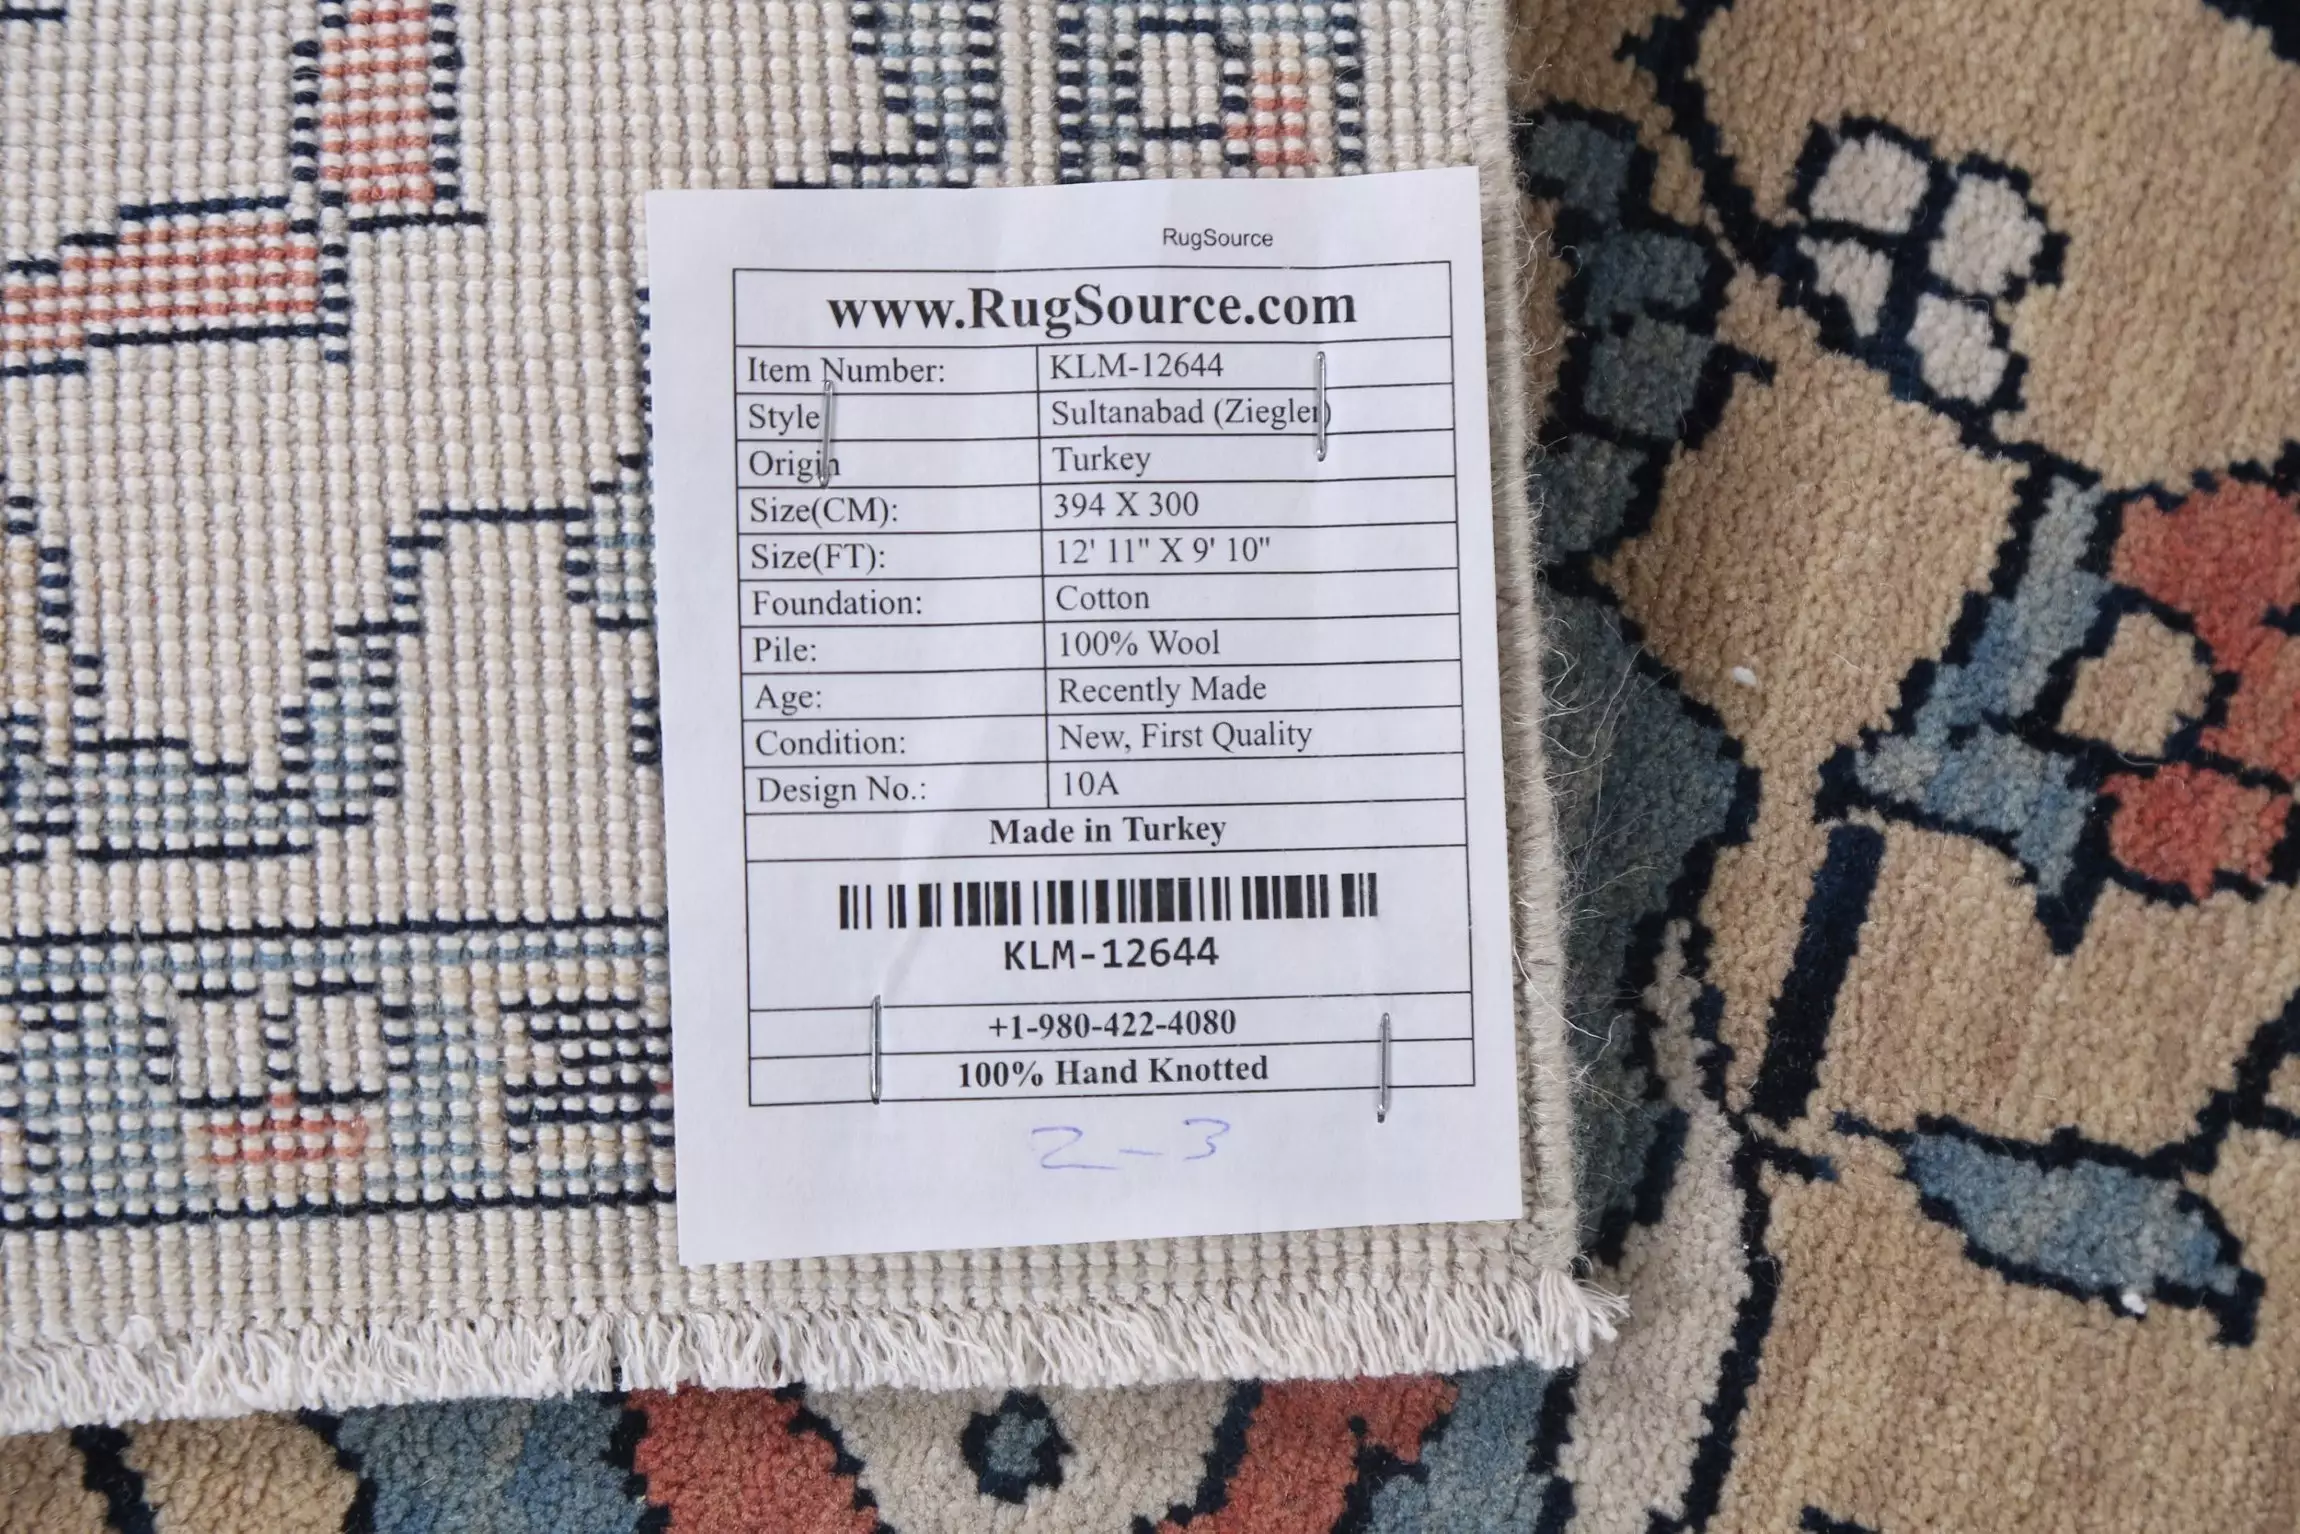 RugSource
www.RugSource.com
Item Number: KLM-12644
Style Sultanabad (Ziegler)
Origin Turkey
Size(CM): 394 X 300
Size(FT): 12' 11" X 9' 10"
Foundation: Cotton
Pile: 100% Wool
Age: Recently Made
Condition: New, First Quality
Design No.: 10A
Made in Turkey
KLM-12644
+1-980-422-4080
100% Hand Knotted
2-3